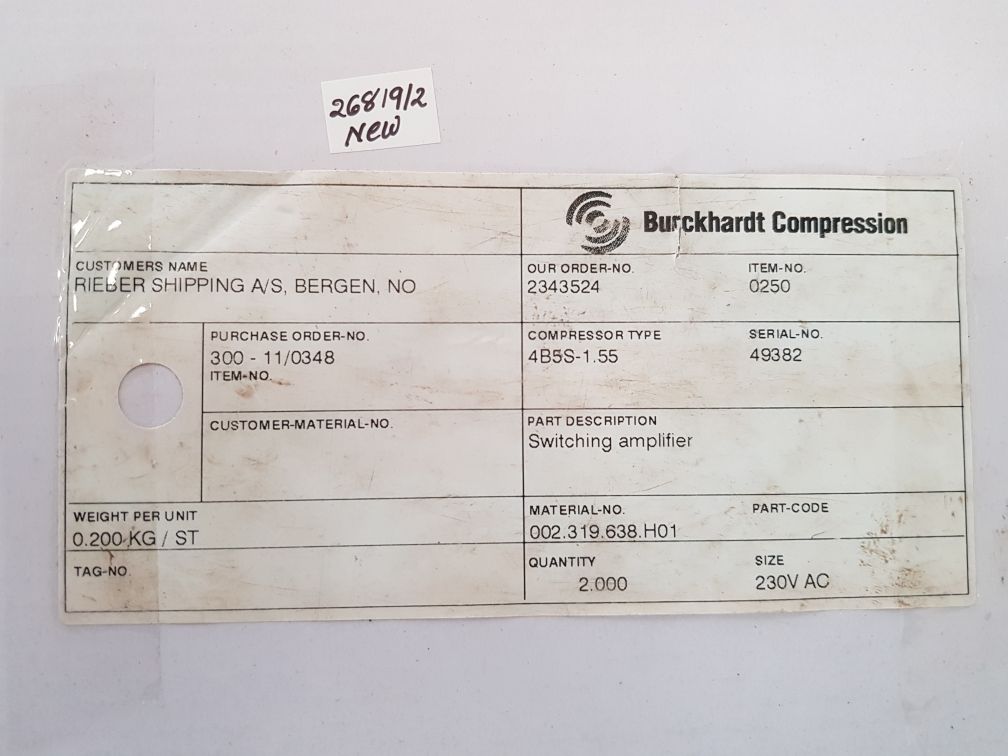 26819/2
New
Burckhardt Compression
CUSTOMERS NAME
RIEBER SHIPPING A/S, BERGEN, NO
OUR ORDER-NO. ITEM-NO.
2343524 0250
PURCHASE ORDER-NO.
300 - 11/0348
ITEM-NO.
COMPRESSOR TYPE SERIAL-NO.
4B5S-1.55 49382
CUSTOMER-MATERIAL-NO.
PART DESCRIPTION
Switching amplifier
WEIGHT PER UNIT
0.200 KG / ST
MATERIAL-NO. PART-CODE
002.319.638.H01
TAG-NO.
QUANTITY SIZE
2.000 230V AC